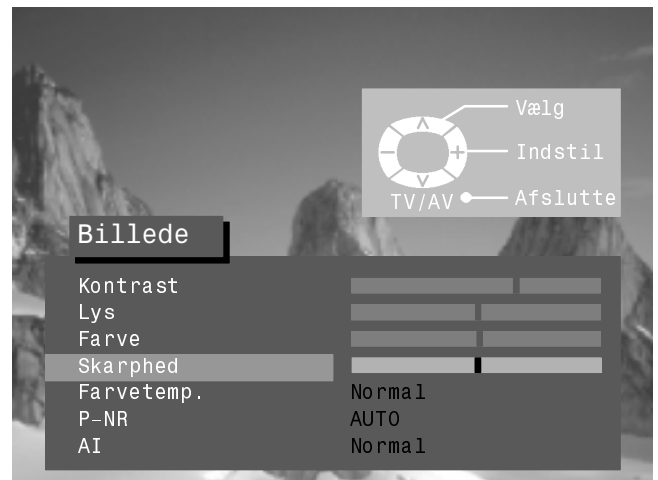 Vælg
Indstil
TV/AV Afslutte
Billede
Kontrast
Lys
Farve
Skarphed
Farvetemp. Normal
P-NR AUTO
AI Normal